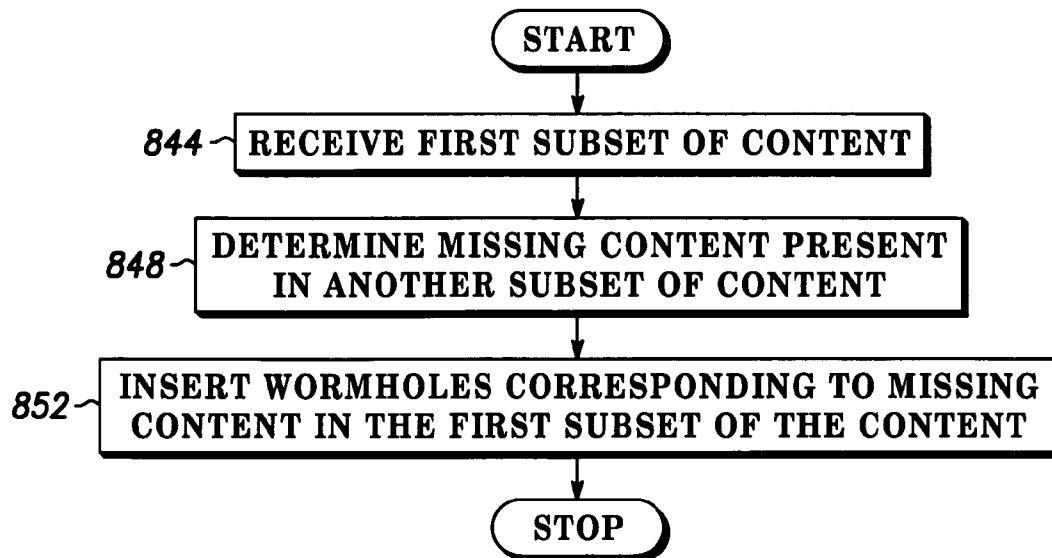 START
844 RECEIVE FIRST SUBSET OF CONTENT
848 DETERMINE MISSING CONTENT PRESENT
IN ANOTHER SUBSET OF CONTENT
852 INSERT WORMHOLES CORRESPONDING TO MISSING
CONTENT IN THE FIRST SUBSET OF THE CONTENT
STOP